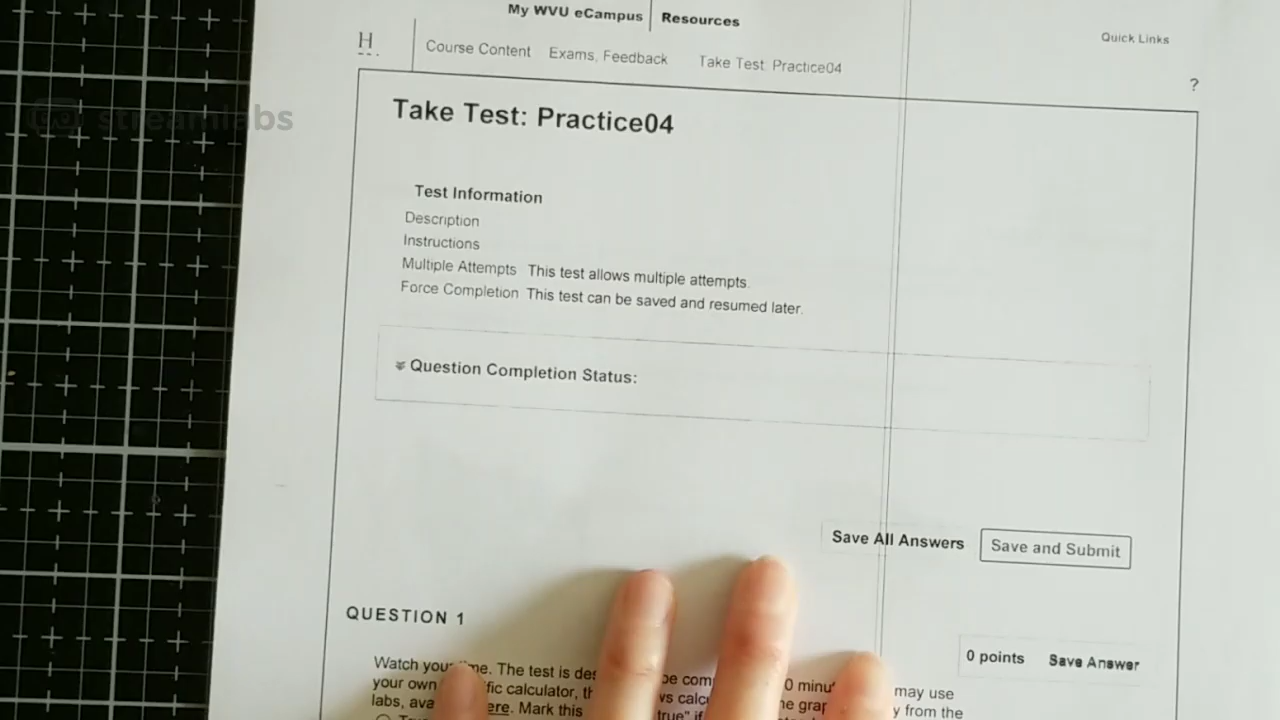 My WVU eCampus Resources
Quick Links
H
Course Content Exams, Feedback Take Test: Practice04
?
streamlabs
Take Test: Practice04
Test Information
Description
Instructions
Multiple Attempts This test allows multiple attempts.
Force Completion This test can be saved and resumed later.
Question Completion Status:
Save All Answers Save and Submit
QUESTION 1
0 points Save Answer
Watch your The test is may use
your own calculator, from the
labs, Mark this "true" if